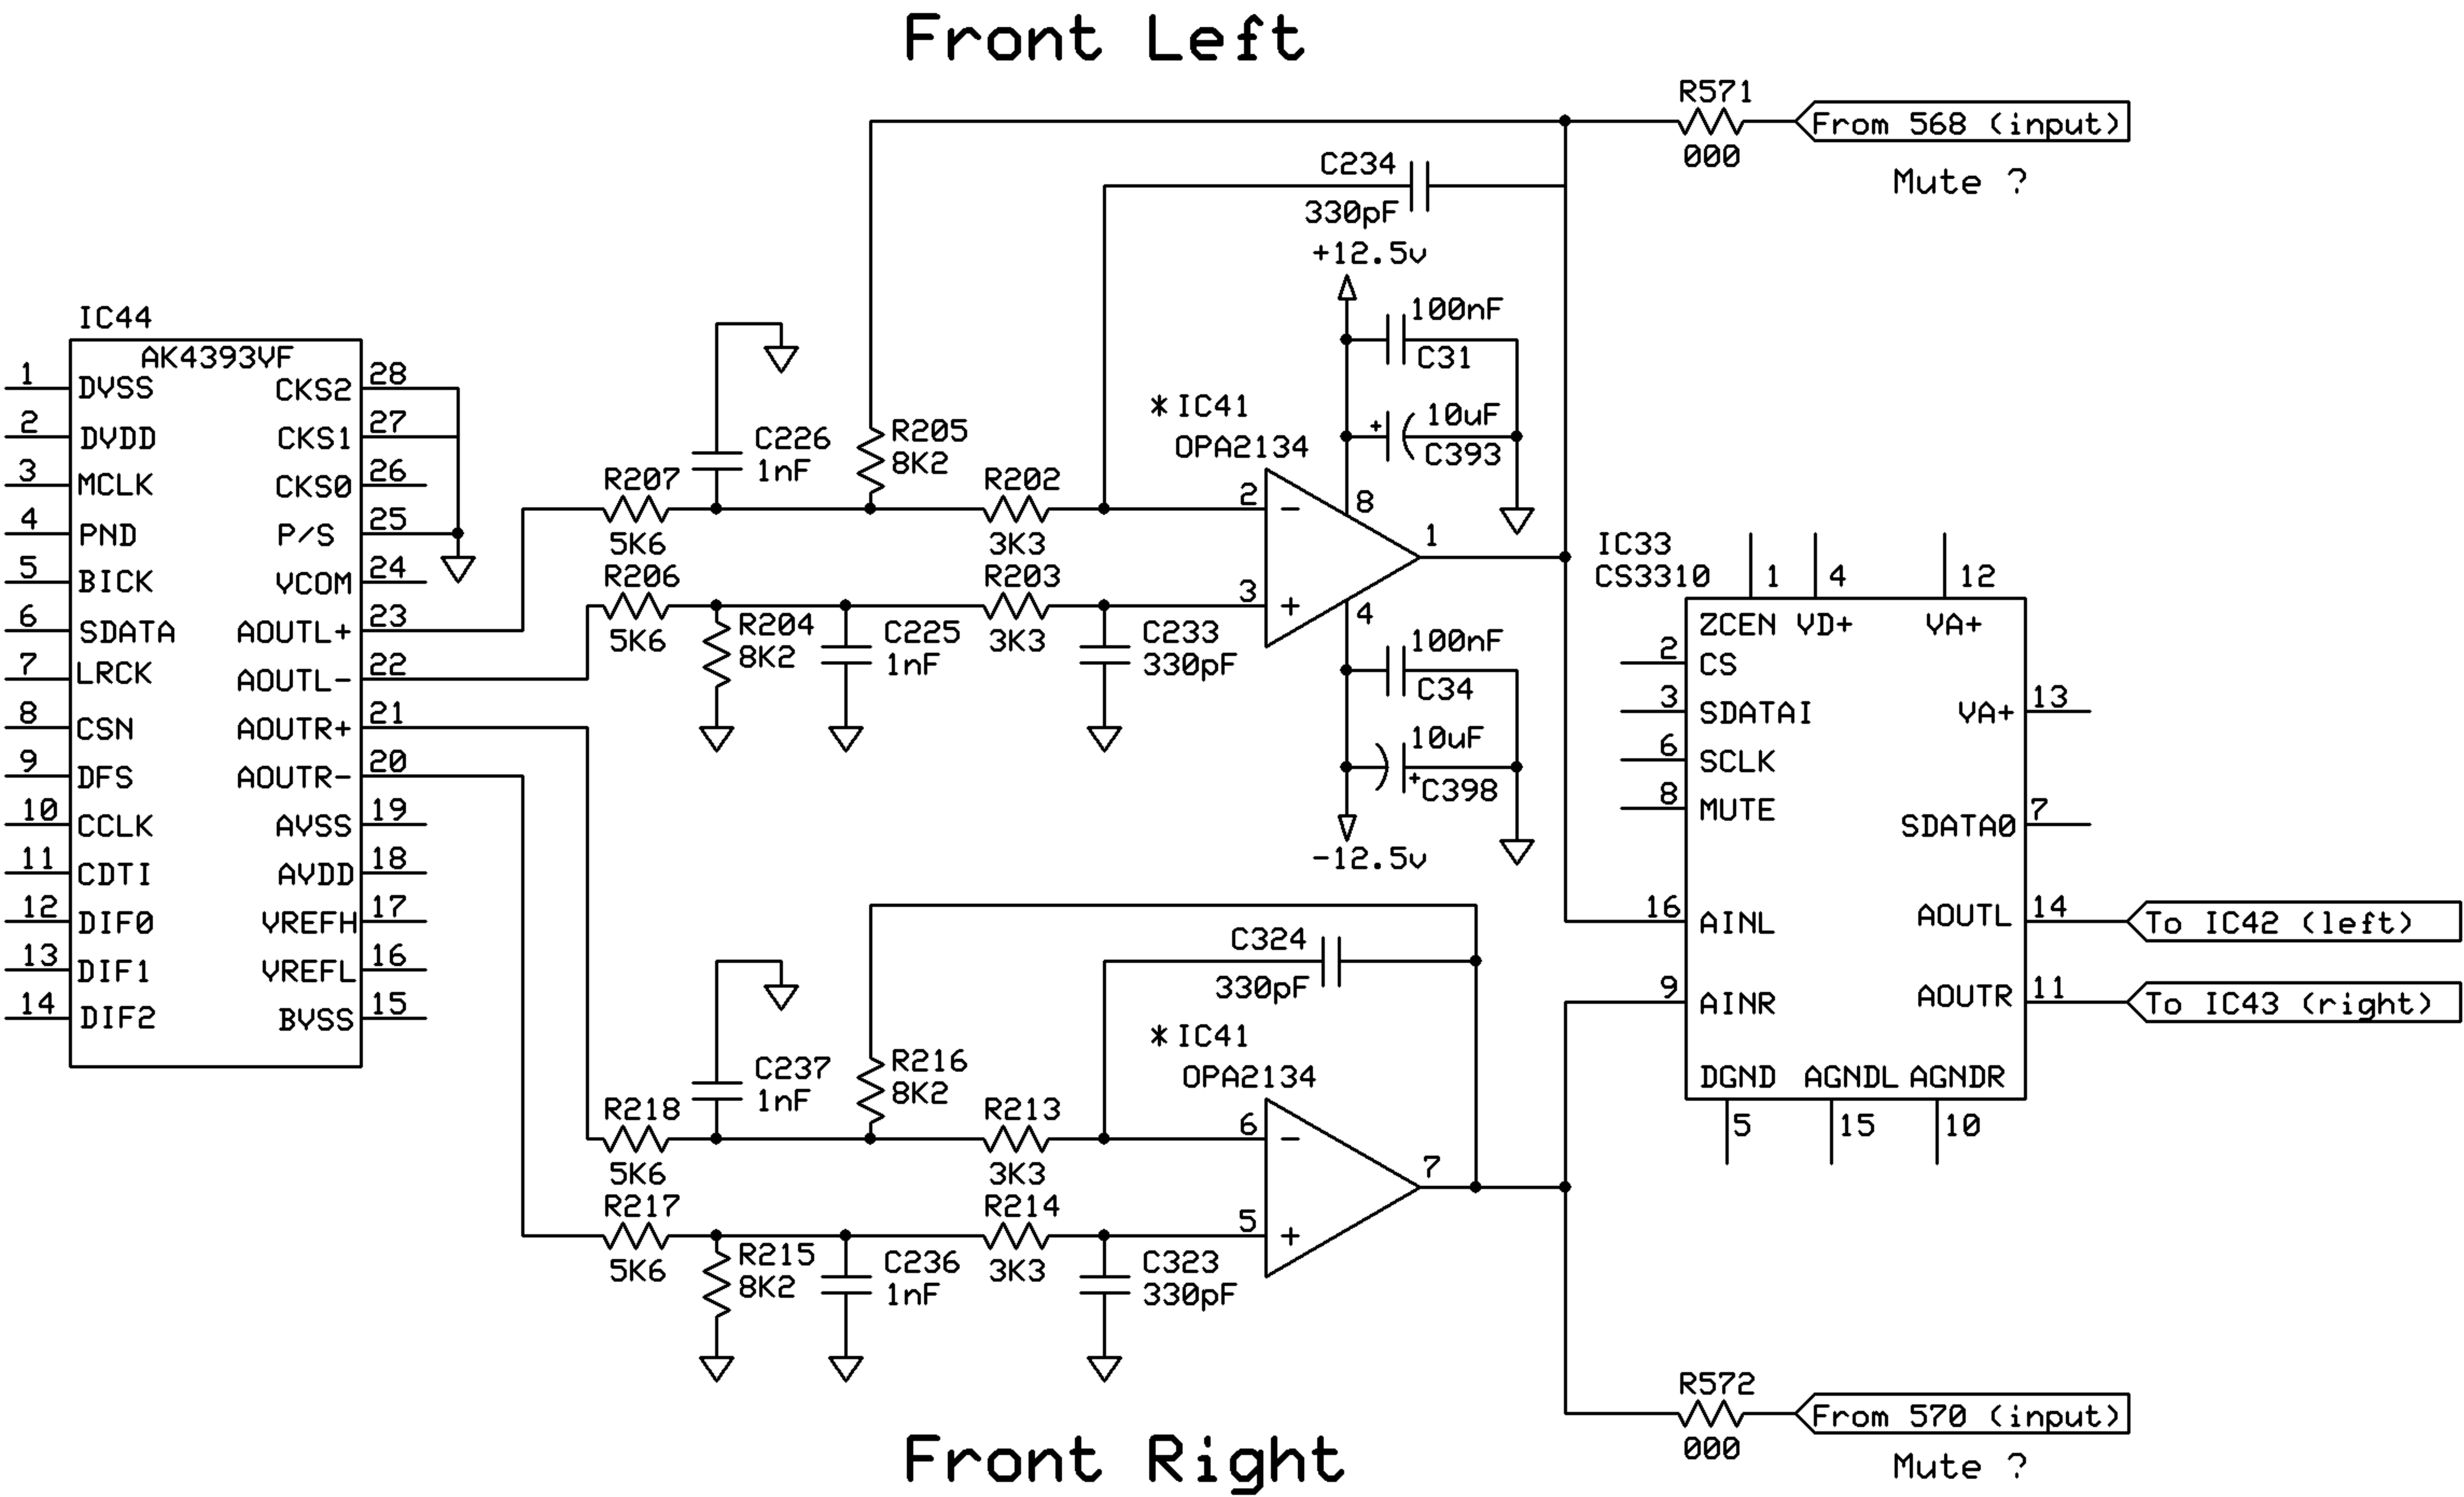 Front Left
R571
From 568 (input)
000
Mute ?
C234
330pF
+12.5v
100nF
C31
10uF
+
C393
IC44
AK4393VF
1 DVSS
2 DVDD
3 MCLK
4 PND
5 BICK
6 SDATA
7 LRCK
8 CSN
9 DFS
10 CCLK
11 CDTI
12 DIF0
13 DIF1
14 DIF2
CKS2 28
CKS1 27
CKS0 26
P/S 25
VCOM 24
AOUTL+ 23
AOUTL- 22
AOUTR+ 21
AOUTR- 20
AVSS 19
AVDD 18
VREFH 17
VREFL 16
BVSS 15
C226
1nF
R205
8K2
R207
5K6
R202
3K3
R206
5K6
R203
3K3
R204
8K2
C225
1nF
C233
330pF
*IC41
OPA2134
2 -
3 +
8
1
4
100nF
C34
10uF
+
C398
-12.5v
IC33
CS3310
1 4 12
ZCEN VD+ VA+
2 CS
3 SDATAI
6 SCLK
8 MUTE
16 AINL
9 AINR
VA+ 13
SDATA0 7
AOUTL 14
AOUTR 11
To IC42 (left)
To IC43 (right)
DGND AGNDL AGNDR
5 15 10
C324
330pF
*IC41
OPA2134
C237
1nF
R216
8K2
R218
5K6
R213
3K3
R217
5K6
R214
3K3
R215
8K2
C236
1nF
C323
330pF
6 -
5 +
7
R572
From 570 (input)
000
Mute ?
Front Right